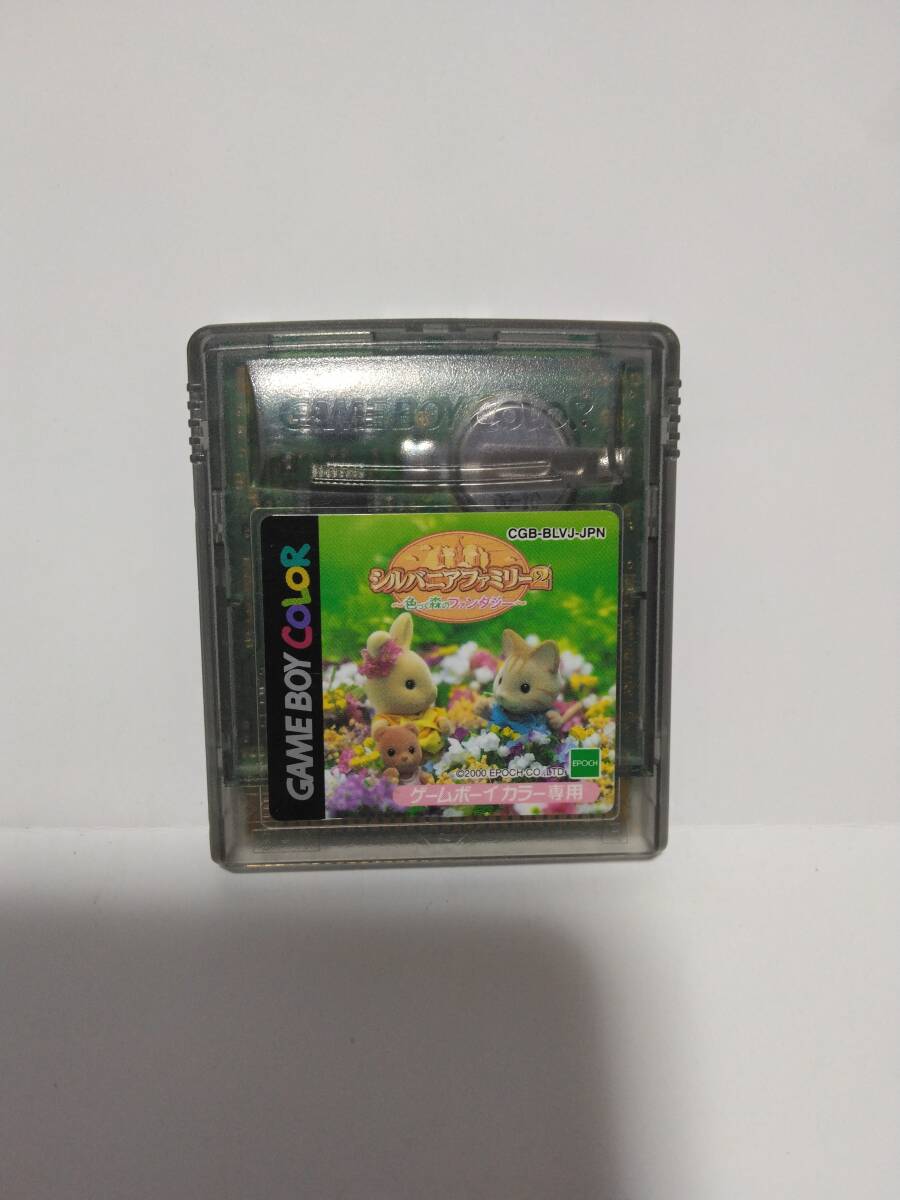 GAME BOY COLOR
CGB-BLVJ-JPN
シルバニアファミリー2
～色づく森のファンタジー～
GAME BOY COLOR
©2000 EPOCH CO.,LTD
EPOCH
ゲームボーイカラー専用